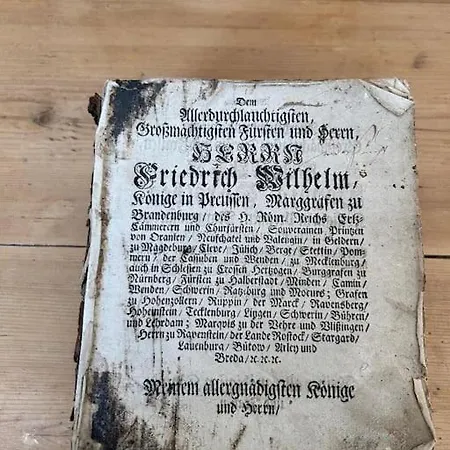 Dem
Allerdurchlauchtigsten,
Großmächtigsten Fürsten und Herrn,
HERRN
Friedrich Wilhelm,
Könige in Preussen, Marggrafen zu
Brandenburg/ des H. Röm. Reichs Ertz-
Cämmerern und Churfürsten/ Souverainen Printzen
von Oranien/ Neufchatel und Valengin/ in Geldern/
zu Magdeburg/ Cleve/ Jülich/ Berge/ Stettin/ Pom-
mern/ der Cassuben und Wenden/ zu Mecklenburg/
auch in Schlesien zu Crossen Hertzogen/ Burggrafen zu
Nürnberg/ Fürsten zu Halberstadt/ Minden/ Camin/
Wenden/ Schwerin/ Ratzeburg und Moeurs; Grafen
zu Hohenzollern/ Ruppin/ der Marck/ Ravensberg/
Hohenstein/ Tecklenburg/ Lingen/ Schwerin/ Bühren/
und Lehrdam; Marquis zu der Vehre und Vlissingen/
Herrn zu Ravenstein/ der Lande Rostock/ Stargard/
Lauenburg/ Bütow/ Arley und
Breda/ ꝛc. ꝛc. ꝛc.
Meinem allergnädigsten Könige
und Herrn/